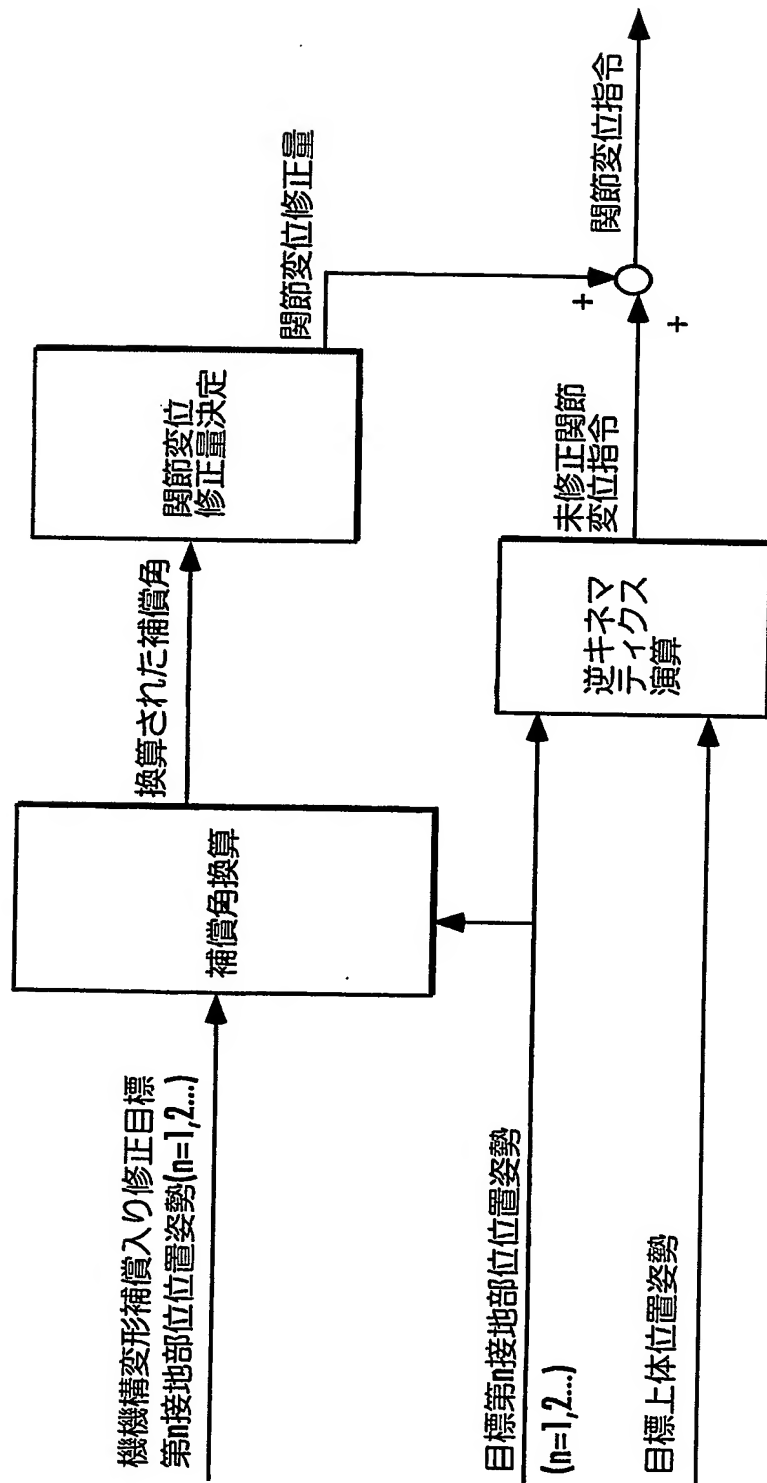 機機構変形補償入り修正目標
第n接地部位位置姿勢(n=1,2...)
補償角換算
換算された補償角
関節変位
修正量決定
関節変位修正量
目標第n接地部位位置姿勢
(n=1,2...)
目標上体位置姿勢
逆キネマ
ティクス
演算
未修正関節
変位指令
+
+
関節変位指令